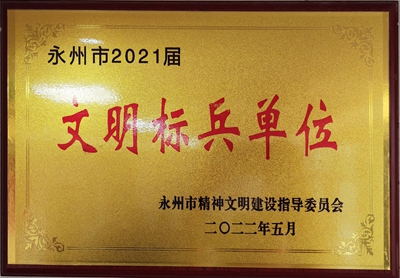 永州市2021届
文明标兵单位
永州市精神文明建设指导委员会
二〇二二年五月